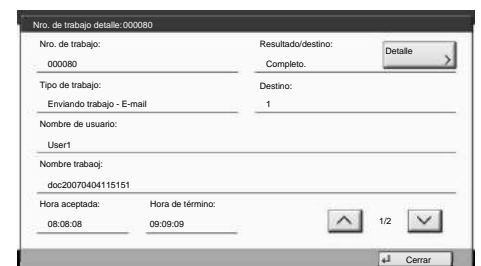 Nro. de trabajo detalle: 000080
Nro. de trabajo: Resultado/destino: Detalle
000080 Completo.
Tipo de trabajo: Destino:
Enviando trabajo - E-mail 1
Nombre de usuario:
User1
Nombre trabaoj:
doc20070404115151
Hora aceptada: Hora de término:
08:08:08 09:09:09 1/2
Cerrar